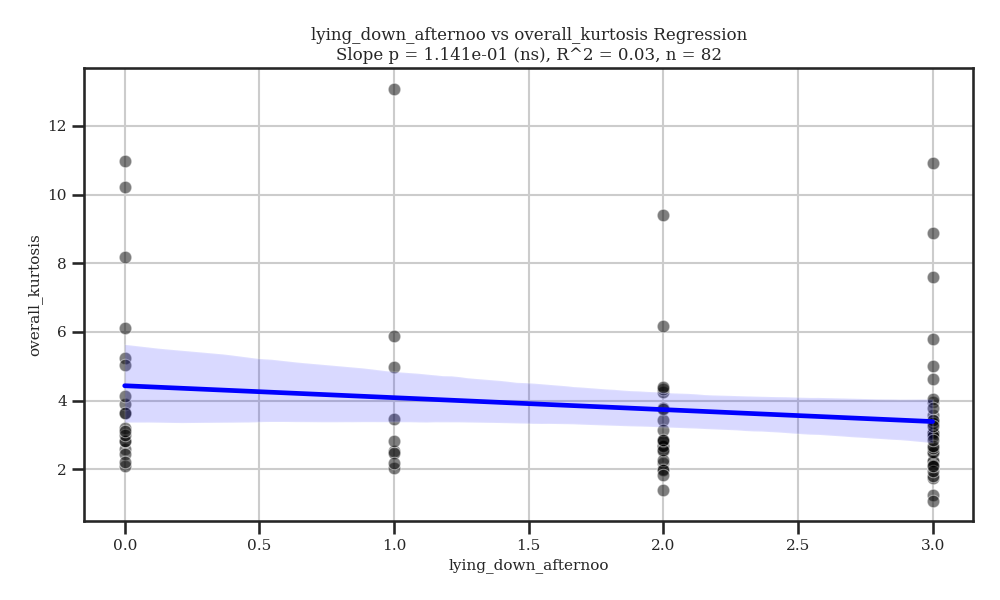 lying_down_afternoo vs overall_kurtosis Regression
Slope p = 1.141e-01 (ns), R^2 = 0.03, n = 82
overall_kurtosis
12
10
8
6
4
2
0.0 0.5 1.0 1.5 2.0 2.5 3.0
lying_down_afternoo